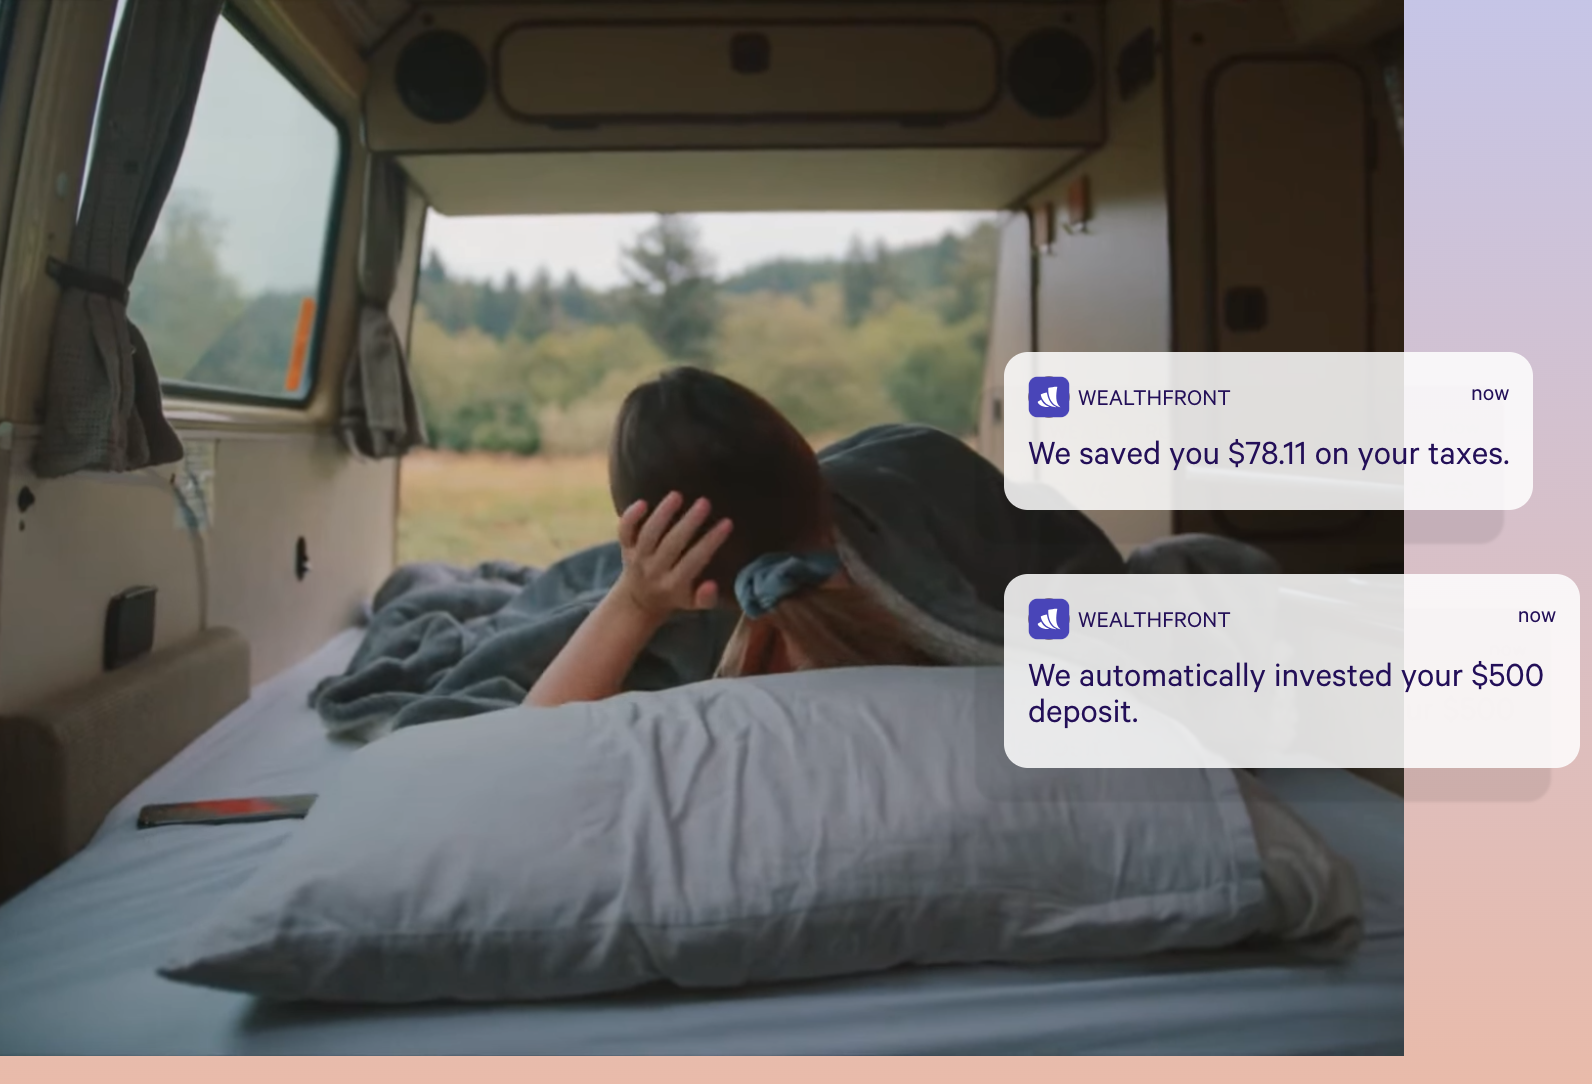 WEALTHFRONT
now
We saved you $78.11 on your taxes.
WEALTHFRONT
now
We automatically invested your $500
deposit.